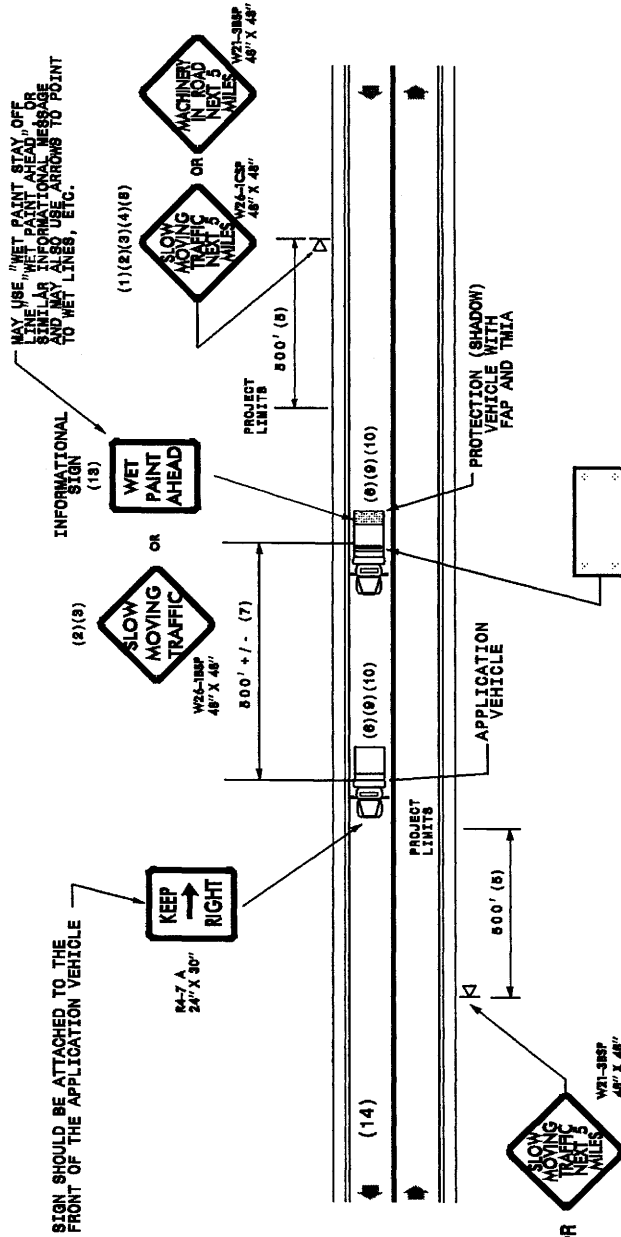 MAY USE "WET PAINT STAY OFF
LINE" "WET PAINT AHEAD", OR
SIMILAR INFORMATIONAL MESSAGE
AND MAY ALSO USE ARROWS TO POINT
TO WET LINES, ETC.
INFORMATIONAL
SIGN
(13)
WET
PAINT
AHEAD
OR
(2)(3)
SLOW
MOVING
TRAFFIC
W26-1BSP
48" X 48"
(1)(2)(3)(4)(8)
SLOW
MOVING
TRAFFIC
NEXT 5
MILES
W26-1CSP
48" X 48"
OR
MACHINERY
IN ROAD
NEXT 5
MILES
W21-3BSP
48" X 48"
SIGN SHOULD BE ATTACHED TO THE
FRONT OF THE APPLICATION VEHICLE
KEEP
RIGHT
R4-7 A
24" X 30"
500' +/- (7)
500' (5)
PROJECT
LIMITS
(6)(9)(10)
(6)(9)(10)
(14)
PROTECTION (SHADOW)
VEHICLE WITH
FAP AND TMIA
APPLICATION
VEHICLE
PROJECT
LIMITS
500' (5)
SLOW
MOVING
TRAFFIC
NEXT 5
MILES
W21-3BSP
48" X 48"
OR